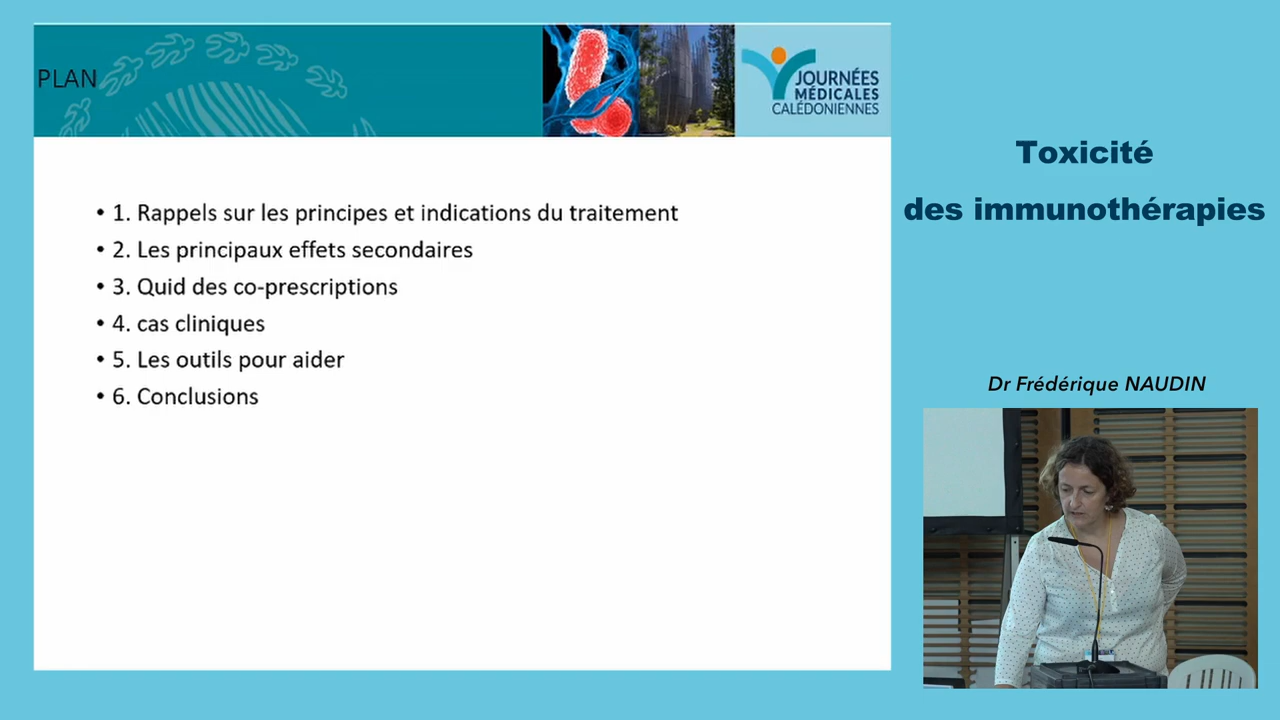 PLAN
JOURNÉES
MÉDICALES
CALÉDONIENNES
• 1. Rappels sur les principes et indications du traitement
• 2. Les principaux effets secondaires
• 3. Quid des co-prescriptions
• 4. cas cliniques
• 5. Les outils pour aider
• 6. Conclusions
Toxicité
des immunothérapies
Dr Frédérique NAUDIN